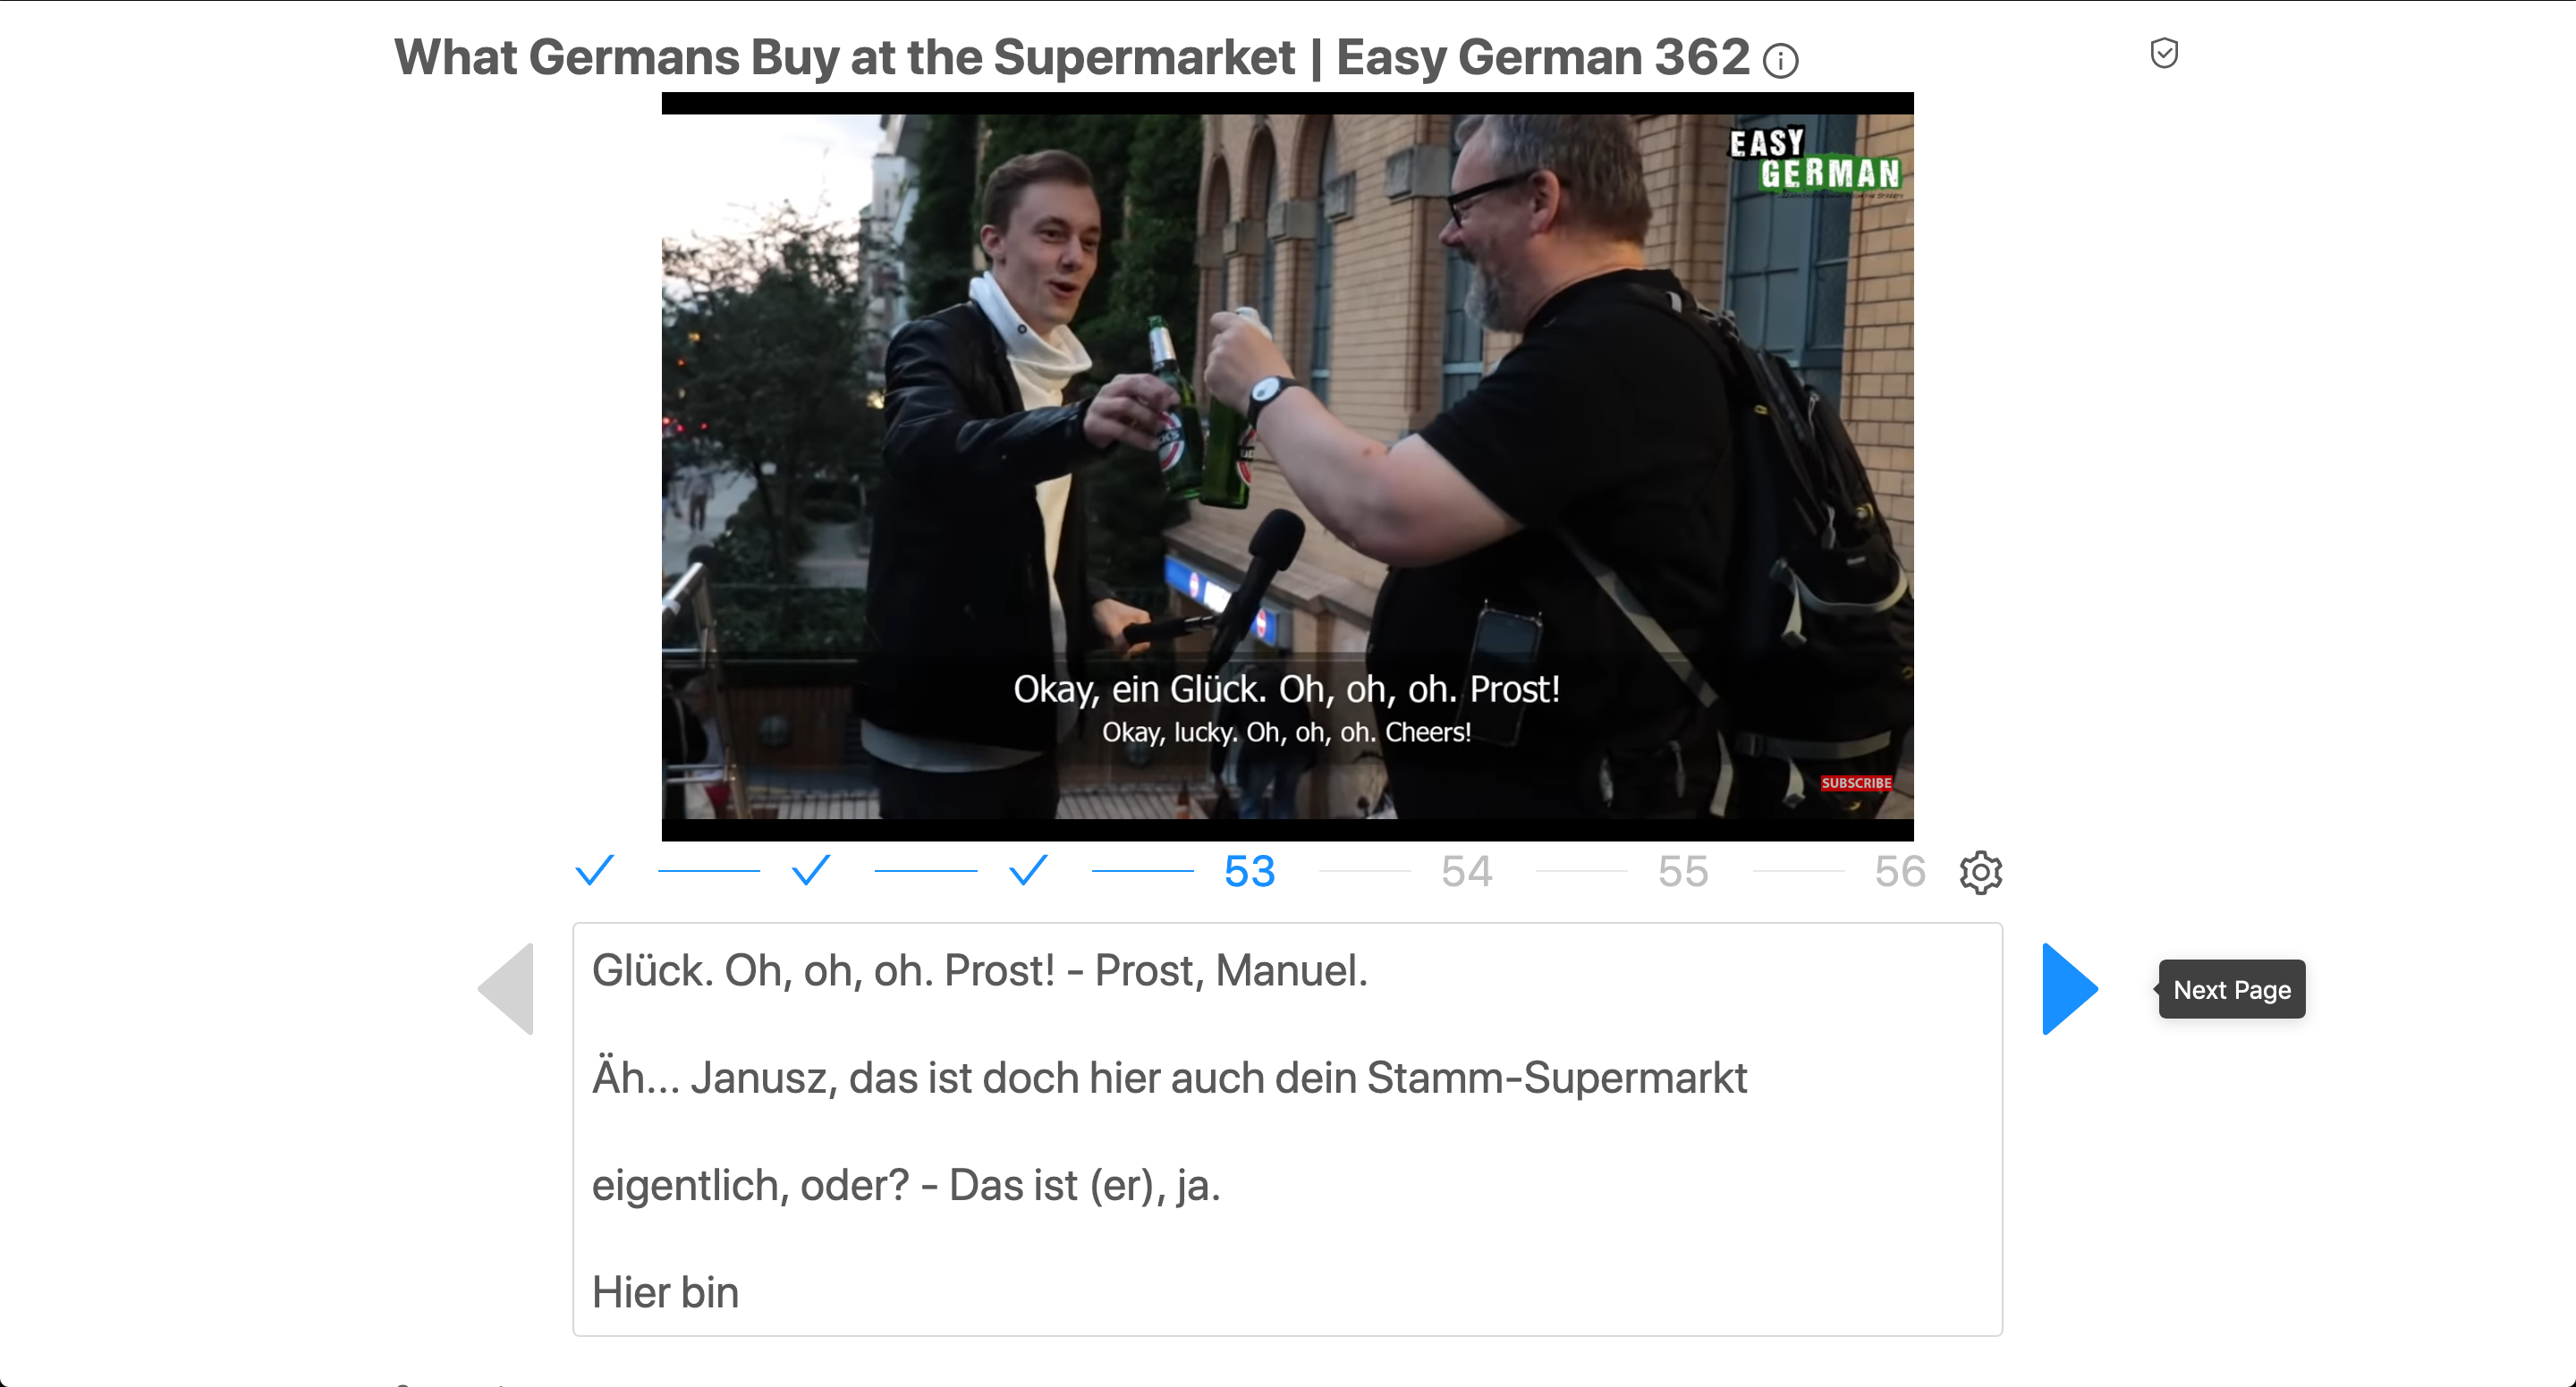 What Germans Buy at the Supermarket | Easy German 362
EASY
GERMAN
Okay, ein Glück. Oh, oh, oh. Prost!
Okay, lucky. Oh, oh, oh. Cheers!
SUBSCRIBE
53 54 55 56
Glück. Oh, oh, oh. Prost! - Prost, Manuel.
Äh... Janusz, das ist doch hier auch dein Stamm-Supermarkt
eigentlich, oder? - Das ist (er), ja.
Hier bin
Next Page